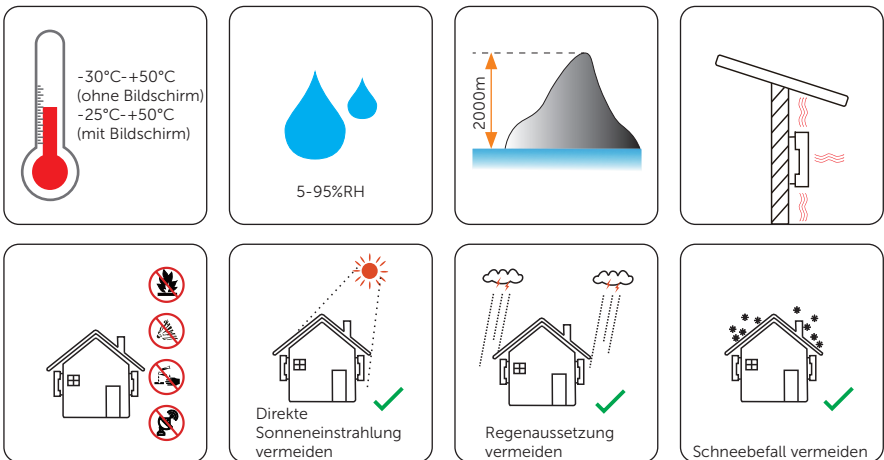 -30°C-+50°C
(ohne Bildschirm)
-25°C-+50°C
(mit Bildschirm)
5-95%RH
2000m
Direkte
Sonneneinstrahlung
vermeiden
Regenaussetzung
vermeiden
Schneebefall vermeiden